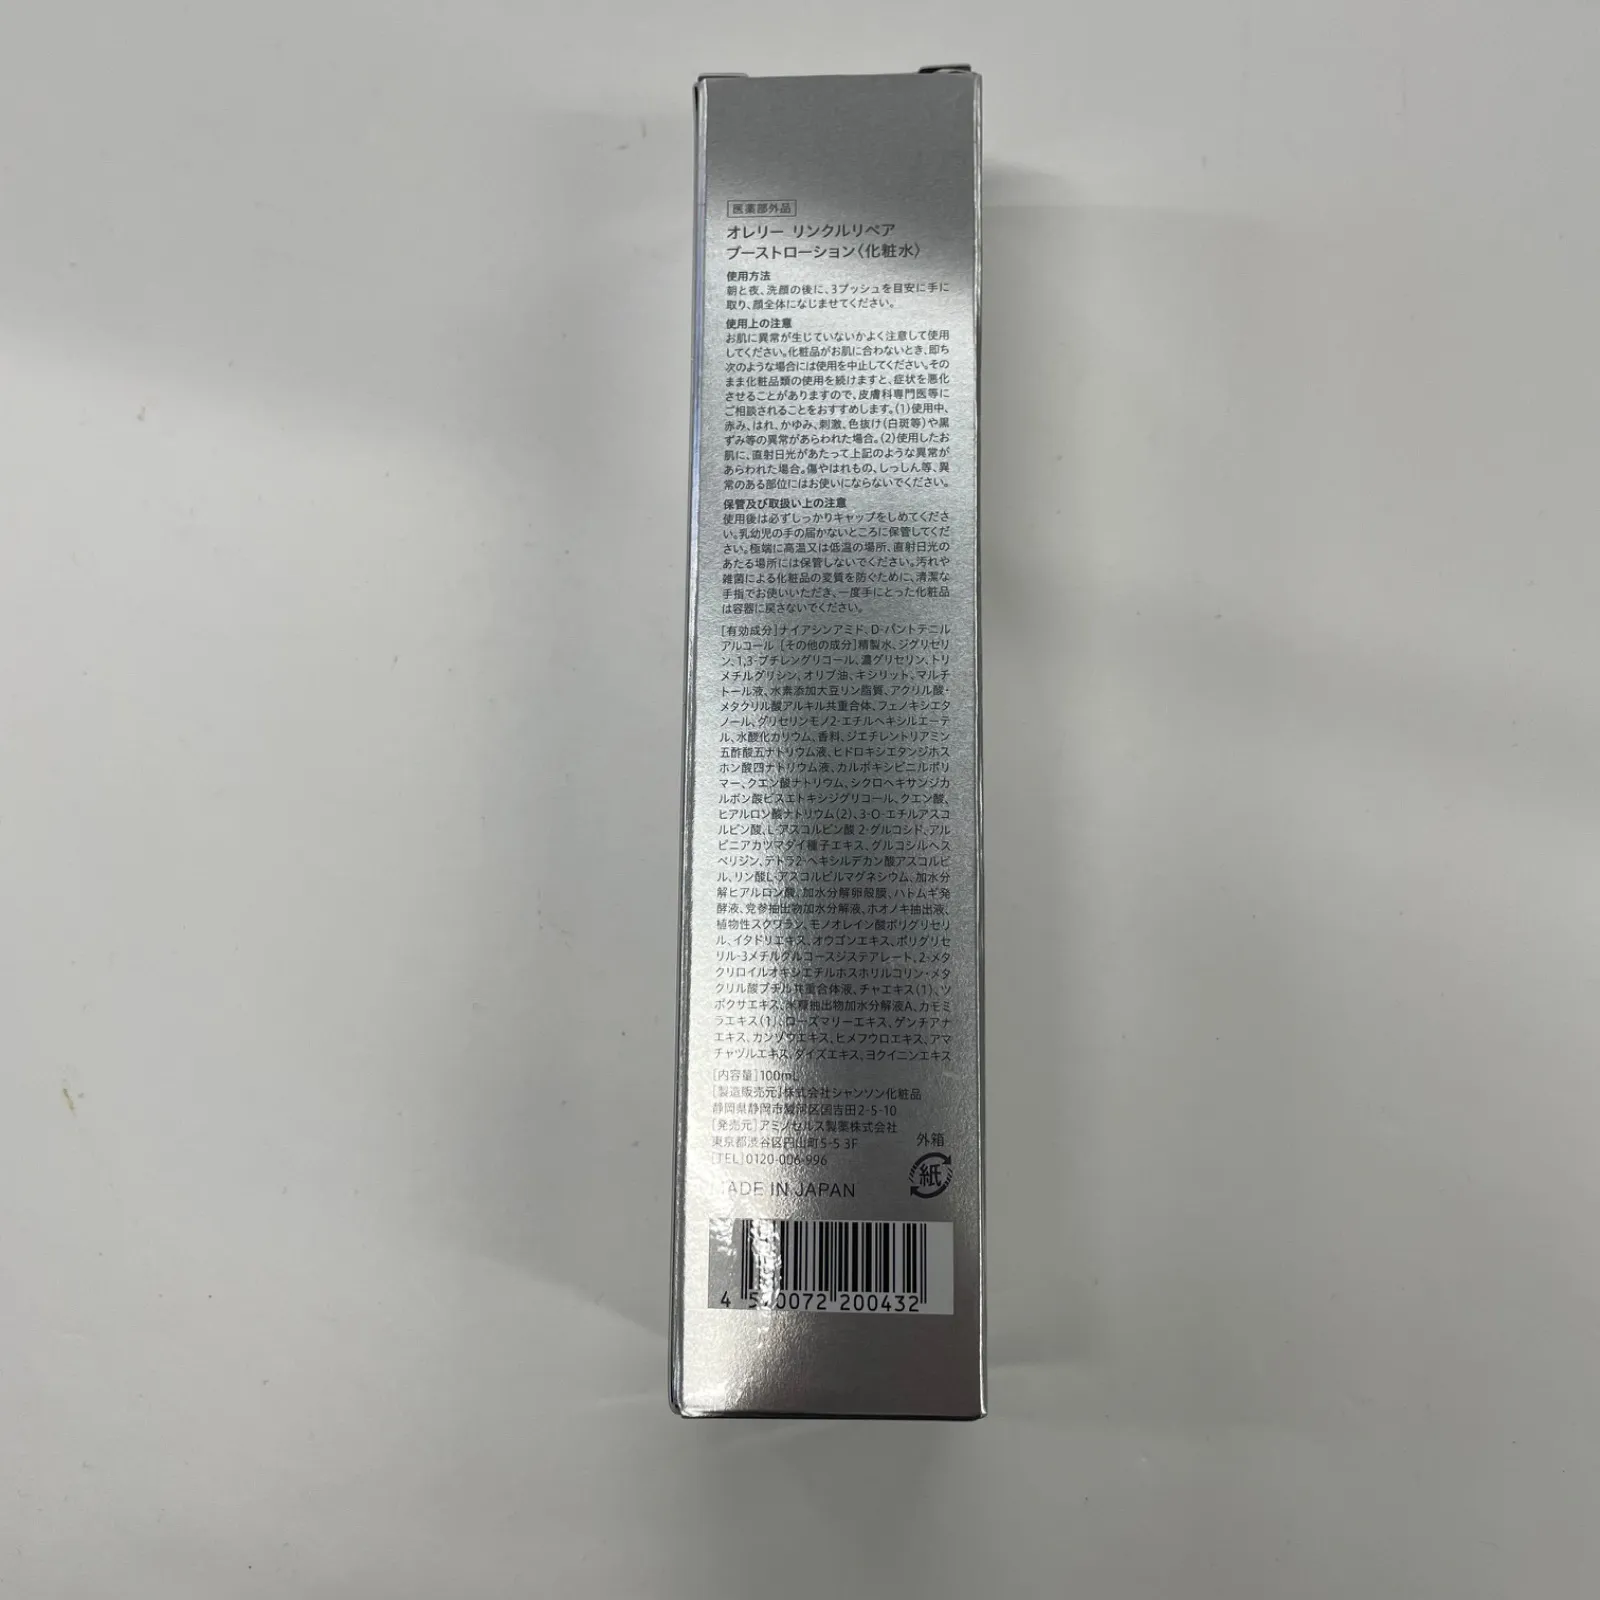 医薬部外品
オレリー リンクルリペア
ブーストローション〈化粧水〉
使用方法
朝と夜、洗顔の後に、3プッシュを目安に手に
取り、顔全体になじませてください。
使用上の注意
お肌に異常が生じていないかよく注意して使用
してください。化粧品がお肌に合わないとき、即ち
次のような場合には使用を中止してください。その
まま化粧品類の使用を続けますと、症状を悪化
させることがありますので、皮膚科専門医等に
ご相談されることをおすすめします。(1)使用中、
赤み、はれ、かゆみ、刺激、色抜け(白斑等)や黒
ずみ等の異常があらわれた場合。(2)使用したお
肌に、直射日光があたって上記のような異常が
あらわれた場合。傷やはれもの、しっしん等、異
常のある部位にはお使いにならないでください。
保管及び取扱い上の注意
使用後は必ずしっかりキャップをしめてくださ
い。乳幼児の手の届かないところに保管してくだ
さい。極端に高温又は低温の場所、直射日光の
あたる場所には保管しないでください。汚れや
雑菌による化粧品の変質を防ぐために、清潔な
手指でお使いいただき、一度手にとった化粧品
は容器に戻さないでください。
[有効成分]ナイアシンアミド、D-パントテニル
アルコール [その他の成分]精製水、ジグリセリ
ン、1,3-ブチレングリコール、濃グリセリン、トリ
メチルグリシン、オリブ油、キシリット、マルチ
トール液、水素添加大豆リン脂質、アクリル酸・
メタクリル酸アルキル共重合体、フェノキシエタ
ノール、グリセリンモノ2-エチルヘキシルエーテ
ル、水酸化カリウム、香料、ジエチレントリアミン
五酢酸五ナトリウム液、ヒドロキシエタンジホス
ホン酸四ナトリウム液、カルボキシビニルポリ
マー、クエン酸ナトリウム、シクロヘキサンジカ
ルボン酸ビスエトキシジグリコール、クエン酸、
ヒアルロン酸ナトリウム(2)、3-O-エチルアスコ
ルビン酸、L-アスコルビン酸 2-グルコシド、アル
ピニアカツマダイ種子エキス、グルコシルヘス
ペリジン、テトラ2-ヘキシルデカン酸アスコルビ
ル、リン酸L-アスコルビルマグネシウム、加水分
解ヒアルロン酸、加水分解卵殻膜、ハトムギ発
酵液、党参抽出物加水分解液、ホオノキ抽出液、
植物性スクワラン、モノオレイン酸ポリグリセリ
ル、イタドリエキス、オウゴンエキス、ポリグリセ
リル-3メチルグルコースジステアレート、2-メタ
クリロイルオキシエチルホスホリルコリン・メタ
クリル酸ブチル共重合体液、チャエキス(1)、ツ
ボクサエキス、米糠抽出物加水分解液A、カモミ
ラエキス(1)、ローズマリーエキス、ゲンチアナ
エキス、カンゾウエキス、ヒメフウロエキス、アマ
チャヅルエキス、ダイズエキス、ヨクイニンエキス
[内容量]100mL
[製造販売元]株式会社シャンソン化粧品
静岡県静岡市駿河区国吉田2-5-10
[発売元]アミノセルス製薬株式会社
東京都渋谷区円山町5-5 3F
[TEL]0120-006-996
外箱
紙
MADE IN JAPAN
0072 200432